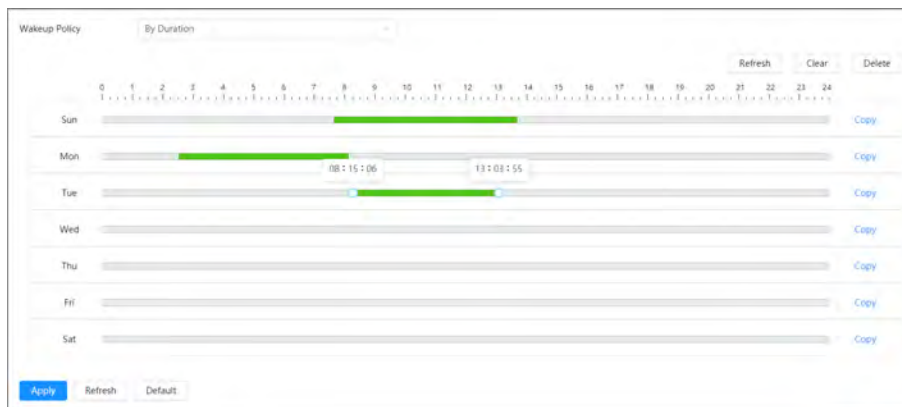 Wakeup Policy By Duration
Refresh Clear Delete
0 1 2 3 4 5 6 7 8 9 10 11 12 13 14 15 16 17 18 19 20 21 22 23 24
Sun Copy
Mon Copy
08 : 15 : 06 13 : 03 : 55
Tue Copy
Wed Copy
Thu Copy
Fri Copy
Sat Copy
Apply Refresh Default